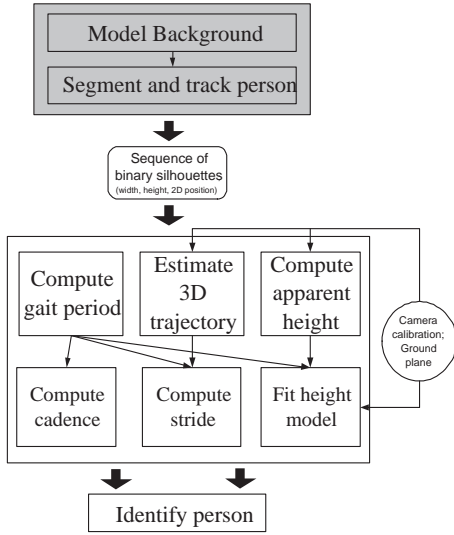 Model Background
Segment and track person
Sequence of
binary silhouettes
(width, height, 2D position)
Compute
gait period
Estimate
3D
trajectory
Compute
apparent
height
Camera
calibration;
Ground
plane
Compute
cadence
Compute
stride
Fit height
model
Identify person